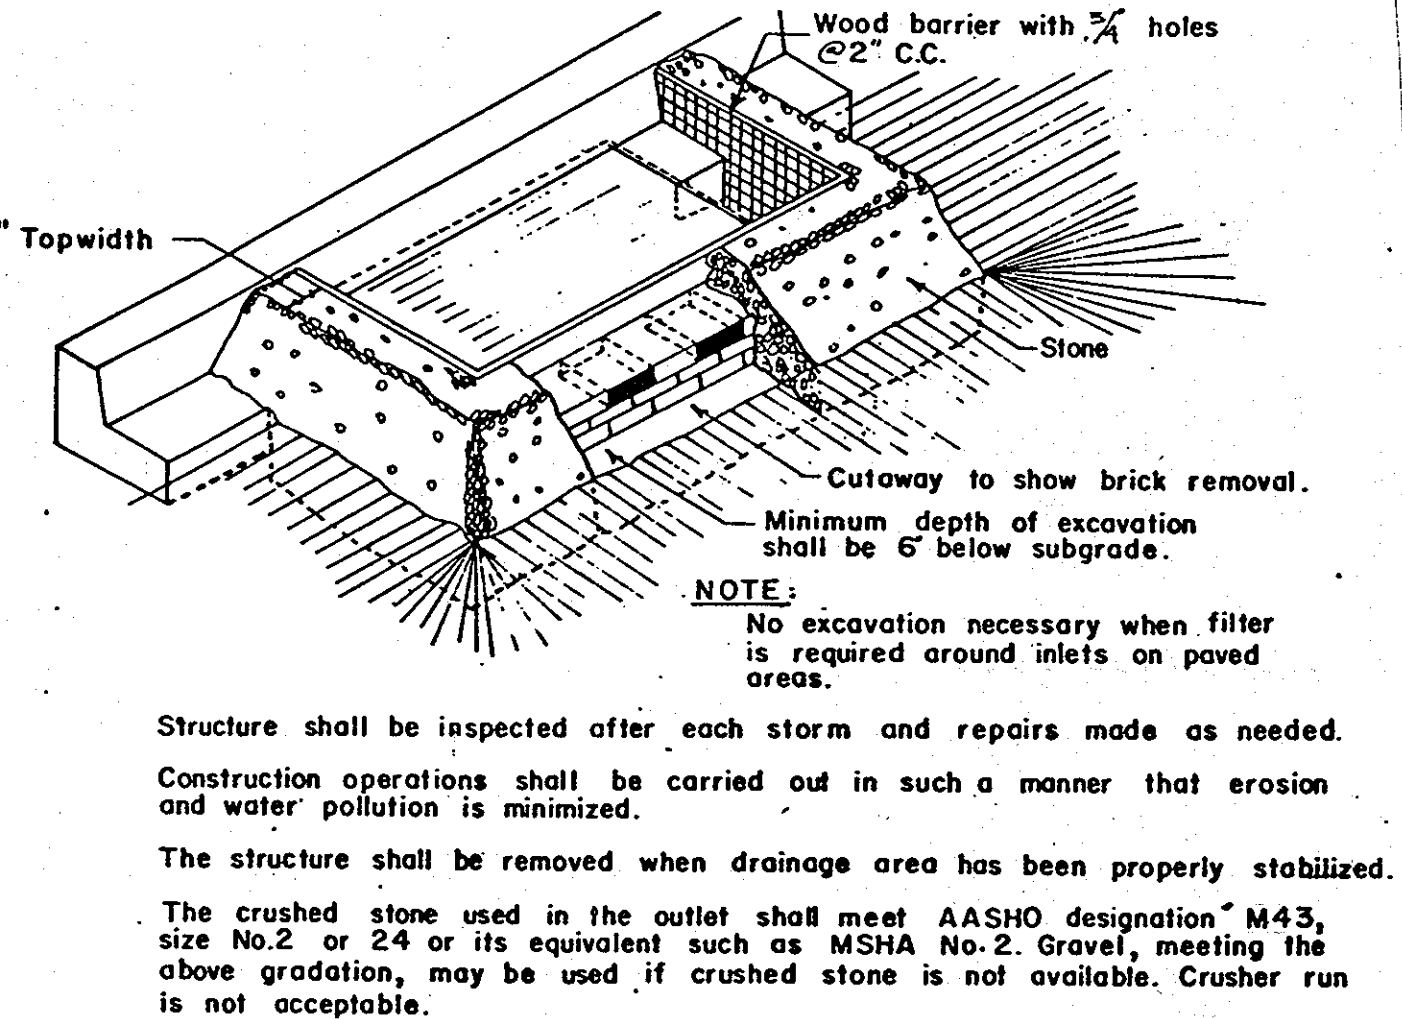 Wood barrier with 3/4 holes
@2" C.C.
" Topwidth
Stone
Cutaway to show brick removal.
Minimum depth of excavation
shall be 6" below subgrade.
NOTE:
No excavation necessary when filter
is required around inlets on paved
areas.
Structure shall be inspected after each storm and repairs made as needed.
Construction operations shall be carried out in such a manner that erosion
and water pollution is minimized.
The structure shall be removed when drainage area has been properly stabilized.
The crushed stone used in the outlet shall meet AASHO designation M43,
size No.2 or 24 or its equivalent such as MSHA No.2. Gravel, meeting the
above gradation, may be used if crushed stone is not available. Crusher run
is not acceptable.